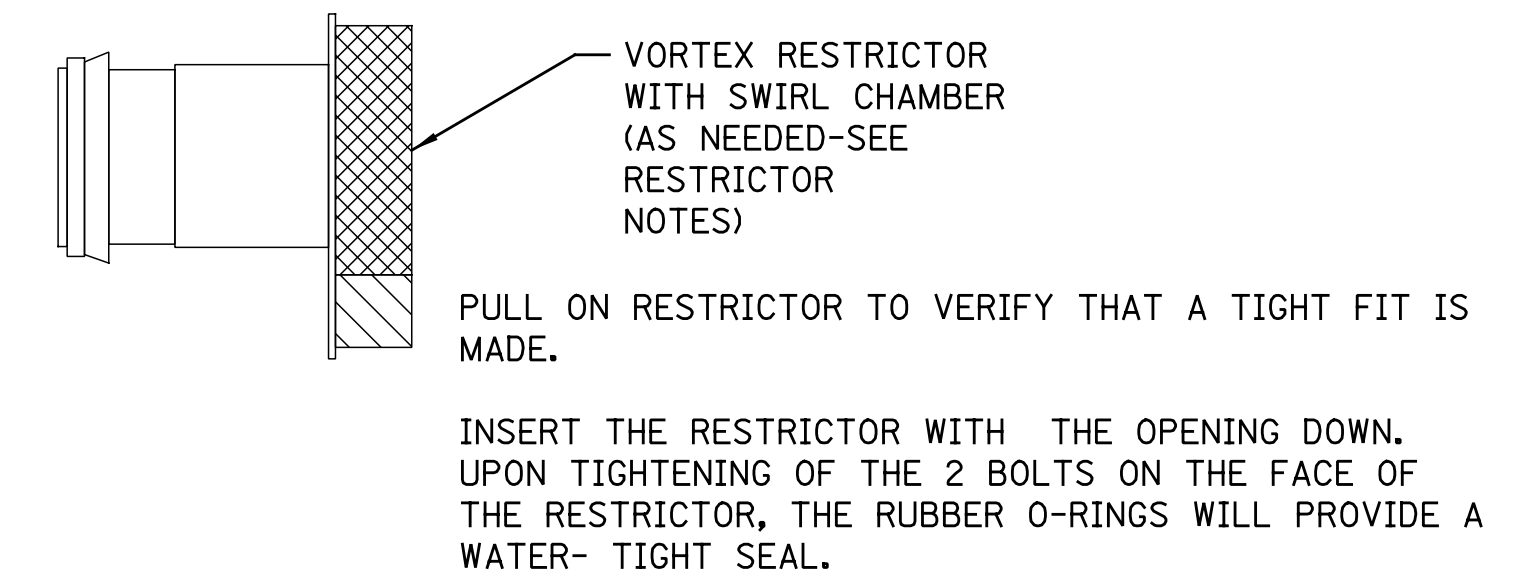 VORTEX RESTRICTOR
WITH SWIRL CHAMBER
(AS NEEDED-SEE
RESTRICTOR
NOTES)
PULL ON RESTRICTOR TO VERIFY THAT A TIGHT FIT IS
MADE.
INSERT THE RESTRICTOR WITH THE OPENING DOWN.
UPON TIGHTENING OF THE 2 BOLTS ON THE FACE OF
THE RESTRICTOR, THE RUBBER O-RINGS WILL PROVIDE A
WATER- TIGHT SEAL.